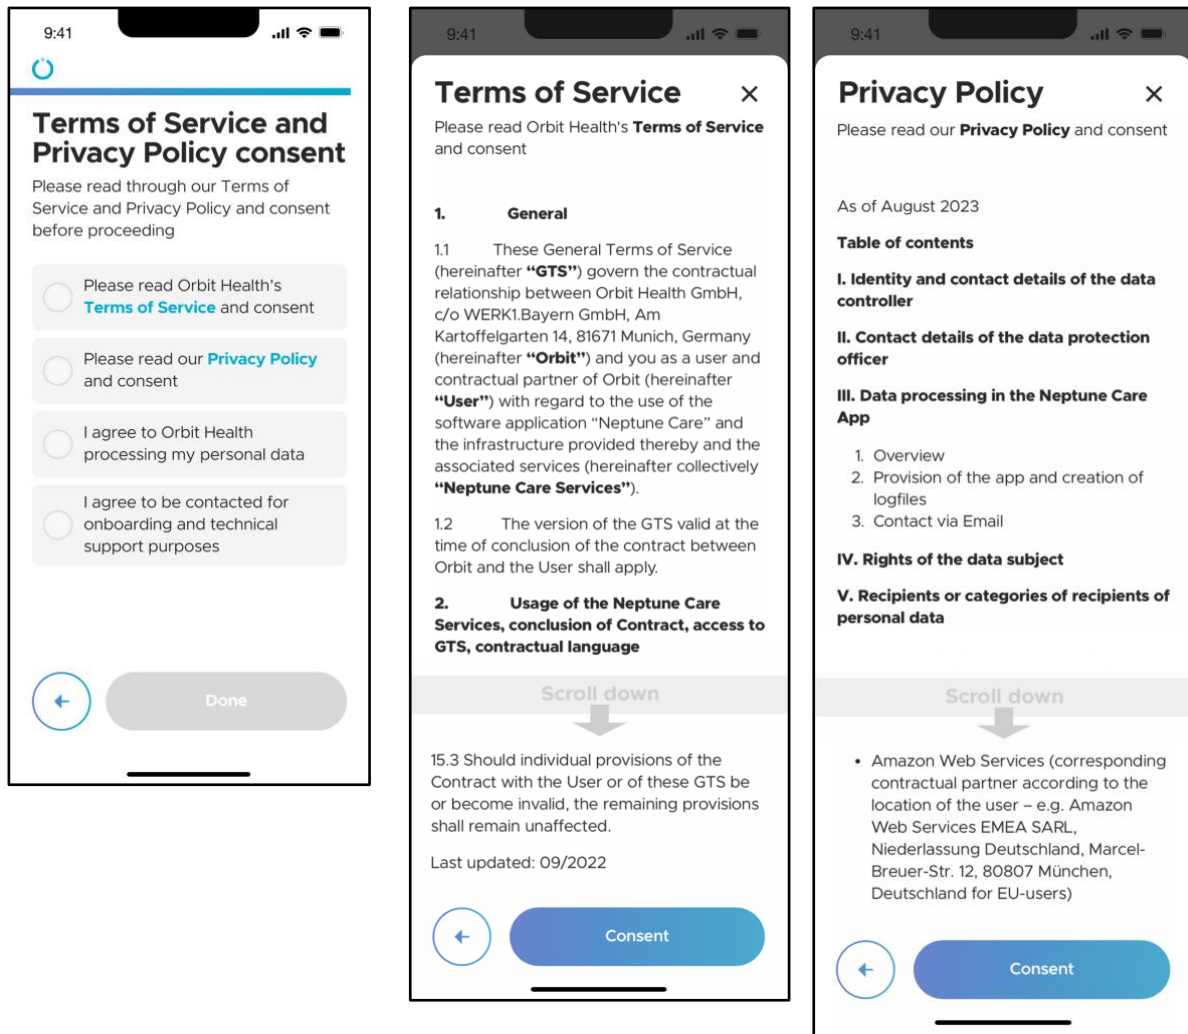 9:41
Terms of Service and
Privacy Policy consent
Please read through our Terms of
Service and Privacy Policy and consent
before proceeding
Please read Orbit Health's
Terms of Service and consent
Please read our Privacy Policy
and consent
I agree to Orbit Health
processing my personal data
I agree to be contacted for
onboarding and technical
support purposes
Done
9:41
Terms of Service
Please read Orbit Health's Terms of Service
and consent
1. General
1.1 These General Terms of Service
(hereinafter “GTS”) govern the contractual
relationship between Orbit Health GmbH,
c/o WERK1.Bayern GmbH, Am
Kartoffelgarten 14, 81671 Munich, Germany
(hereinafter “Orbit”) and you as a user and
contractual partner of Orbit (hereinafter
“User”) with regard to the use of the
software application “Neptune Care” and
the infrastructure provided thereby and the
associated services (hereinafter collectively
“Neptune Care Services”).
1.2 The version of the GTS valid at the
time of conclusion of the contract between
Orbit and the User shall apply.
2. Usage of the Neptune Care
Services, conclusion of Contract, access to
GTS, contractual language
Scroll down
15.3 Should individual provisions of the
Contract with the User or of these GTS be
or become invalid, the remaining provisions
shall remain unaffected.
Last updated: 09/2022
Consent
9:41
Privacy Policy
Please read our Privacy Policy and consent
As of August 2023
Table of contents
I. Identity and contact details of the data
controller
II. Contact details of the data protection
officer
III. Data processing in the Neptune Care
App
1. Overview
2. Provision of the app and creation of
logfiles
3. Contact via Email
IV. Rights of the data subject
V. Recipients or categories of recipients of
personal data
Scroll down
• Amazon Web Services (corresponding
contractual partner according to the
location of the user – e.g. Amazon
Web Services EMEA SARL,
Niederlassung Deutschland, Marcel-
Breuer-Str. 12, 80807 München,
Deutschland for EU-users)
Consent